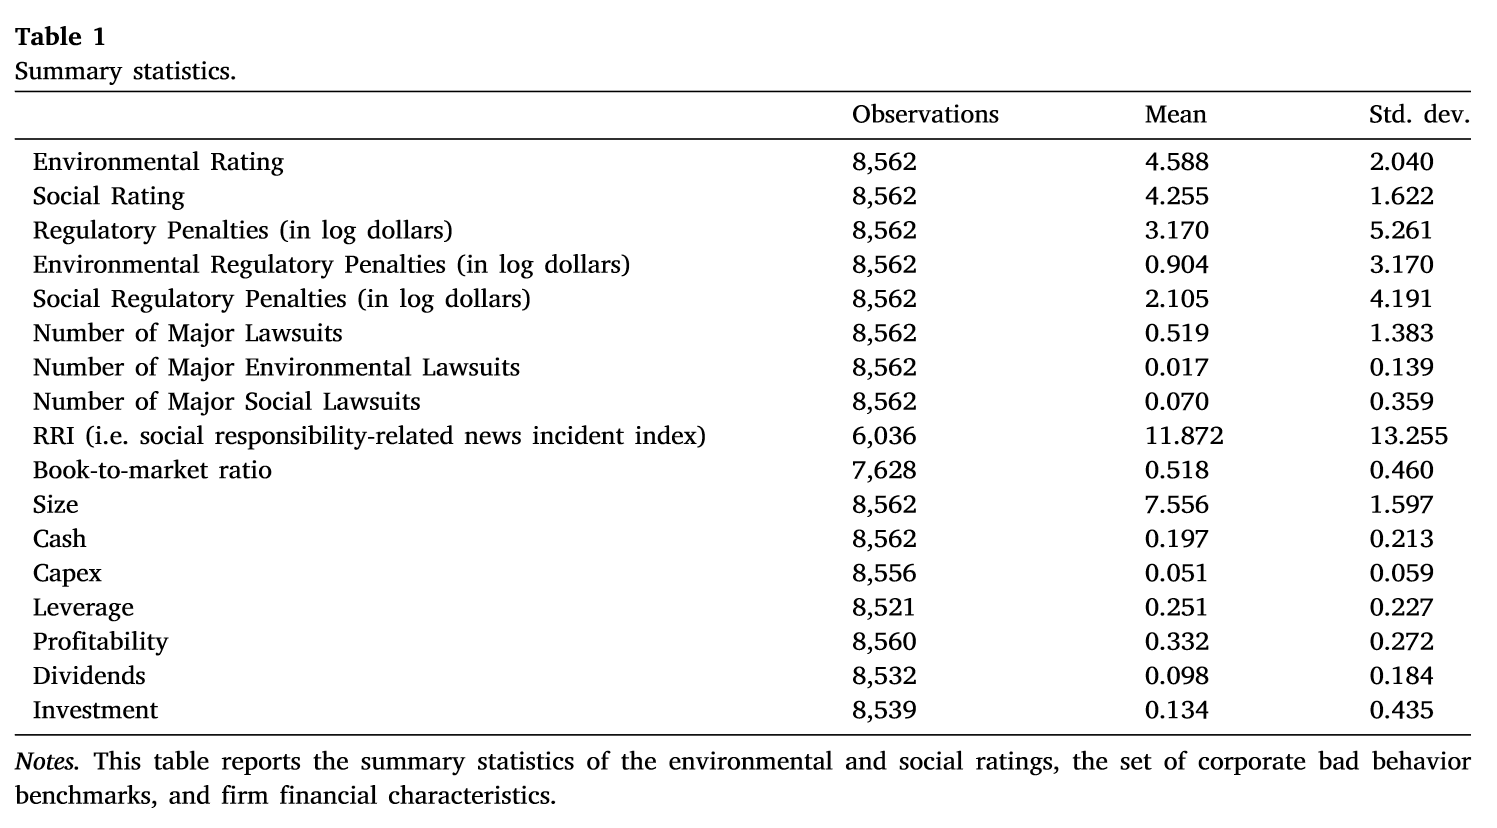 Table 1
Summary statistics.
Observations Mean Std. dev.
Environmental Rating 8,562 4.588 2.040
Social Rating 8,562 4.255 1.622
Regulatory Penalties (in log dollars) 8,562 3.170 5.261
Environmental Regulatory Penalties (in log dollars) 8,562 0.904 3.170
Social Regulatory Penalties (in log dollars) 8,562 2.105 4.191
Number of Major Lawsuits 8,562 0.519 1.383
Number of Major Environmental Lawsuits 8,562 0.017 0.139
Number of Major Social Lawsuits 8,562 0.070 0.359
RRI (i.e. social responsibility-related news incident index) 6,036 11.872 13.255
Book-to-market ratio 7,628 0.518 0.460
Size 8,562 7.556 1.597
Cash 8,562 0.197 0.213
Capex 8,556 0.051 0.059
Leverage 8,521 0.251 0.227
Profitability 8,560 0.332 0.272
Dividends 8,532 0.098 0.184
Investment 8,539 0.134 0.435
Notes. This table reports the summary statistics of the environmental and social ratings, the set of corporate bad behavior
benchmarks, and firm financial characteristics.